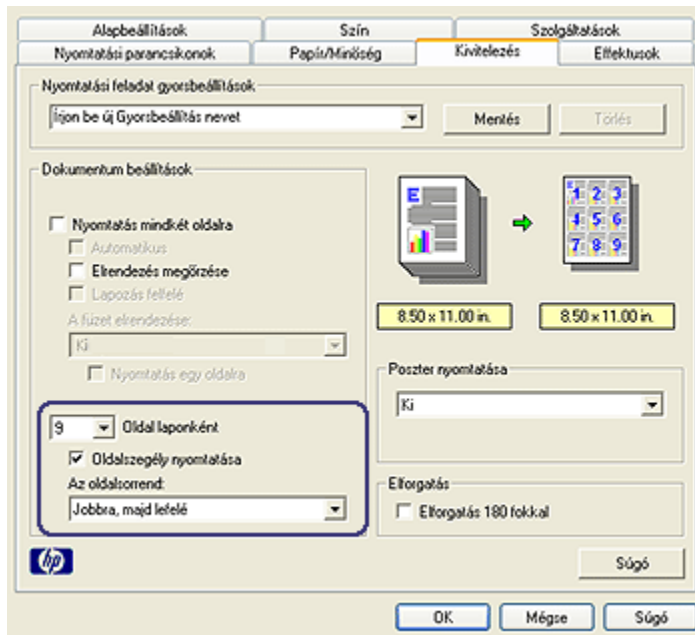 Alapbeállítások Szín Szolgáltatások
Nyomtatási parancsikonok Papír/Minőség Kivitelezés Effektusok
Nyomtatási feladat gyorsbeállítások
Írjon be új Gyorsbeállítás nevet Mentés Törlés
Dokumentum beállítások
Nyomtatás mindkét oldalra
Automatikus
Elrendezés megőrzése
Lapozás felfelé
A füzet elrendezése:
Ki
Nyomtatás egy oldalra
9 Oldal laponként
Oldalszegély nyomtatása
Az oldalsorrend:
Jobbra, majd lefelé
E
E
1 2 3
4 5 6
7 8 9
8.50 x 11.00 in. 8.50 x 11.00 in.
Poszter nyomtatása
Ki
Elforgatás
Elforgatás 180 fokkal
hp
Súgó
OK Mégse Súgó